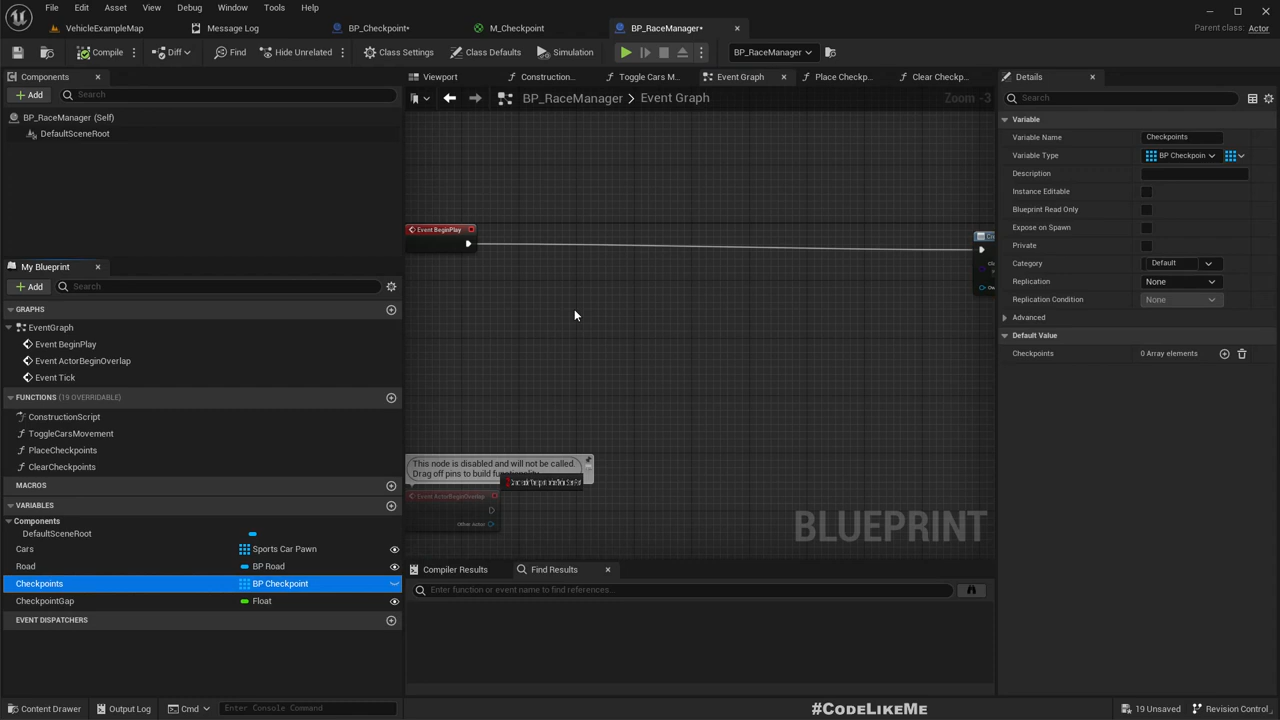 File Edit Asset View Debug Window Tools Help
VehicleExampleMap Message Log BP_Checkpoint* M_Checkpoint BP_RaceManager* Parent class: Actor
Compile Diff Find Hide Unrelated Class Settings Class Defaults Simulation BP_RaceManager
Components Viewport Construction... Toggle Cars M... Event Graph Place Checkp... Clear Checkp... Details
Add Search BP_RaceManager > Event Graph Zoom -3 Search
BP_RaceManager (Self) Variable
DefaultSceneRoot Variable Name Checkpoints
Variable Type BP Checkpoin
Description
Instance Editable
Blueprint Read Only
Expose on Spawn
Event BeginPlay
Private
My Blueprint Category Default
Add Search Replication None
Replication Condition None
GRAPHS Advanced
EventGraph Default Value
Event BeginPlay Checkpoints 0 Array elements
Event ActorBeginOverlap
Event Tick
FUNCTIONS (19 OVERRIDABLE)
ConstructionScript
ToggleCarsMovement
PlaceCheckpoints
ClearCheckpoints
This node is disabled and will not be called.
Drag off pins to build functionality.
MACROS
Event ActorBeginOverlap
VARIABLES
Components
Other Actor
DefaultSceneRoot BLUEPRINT
Cars Sports Car Pawn
Road BP Road Compiler Results Find Results
Checkpoints BP Checkpoint Enter function or event name to find references...
CheckpointGap Float
EVENT DISPATCHERS
Content Drawer Output Log Cmd Enter Console Command #CodeLikeMe 19 Unsaved Revision Control